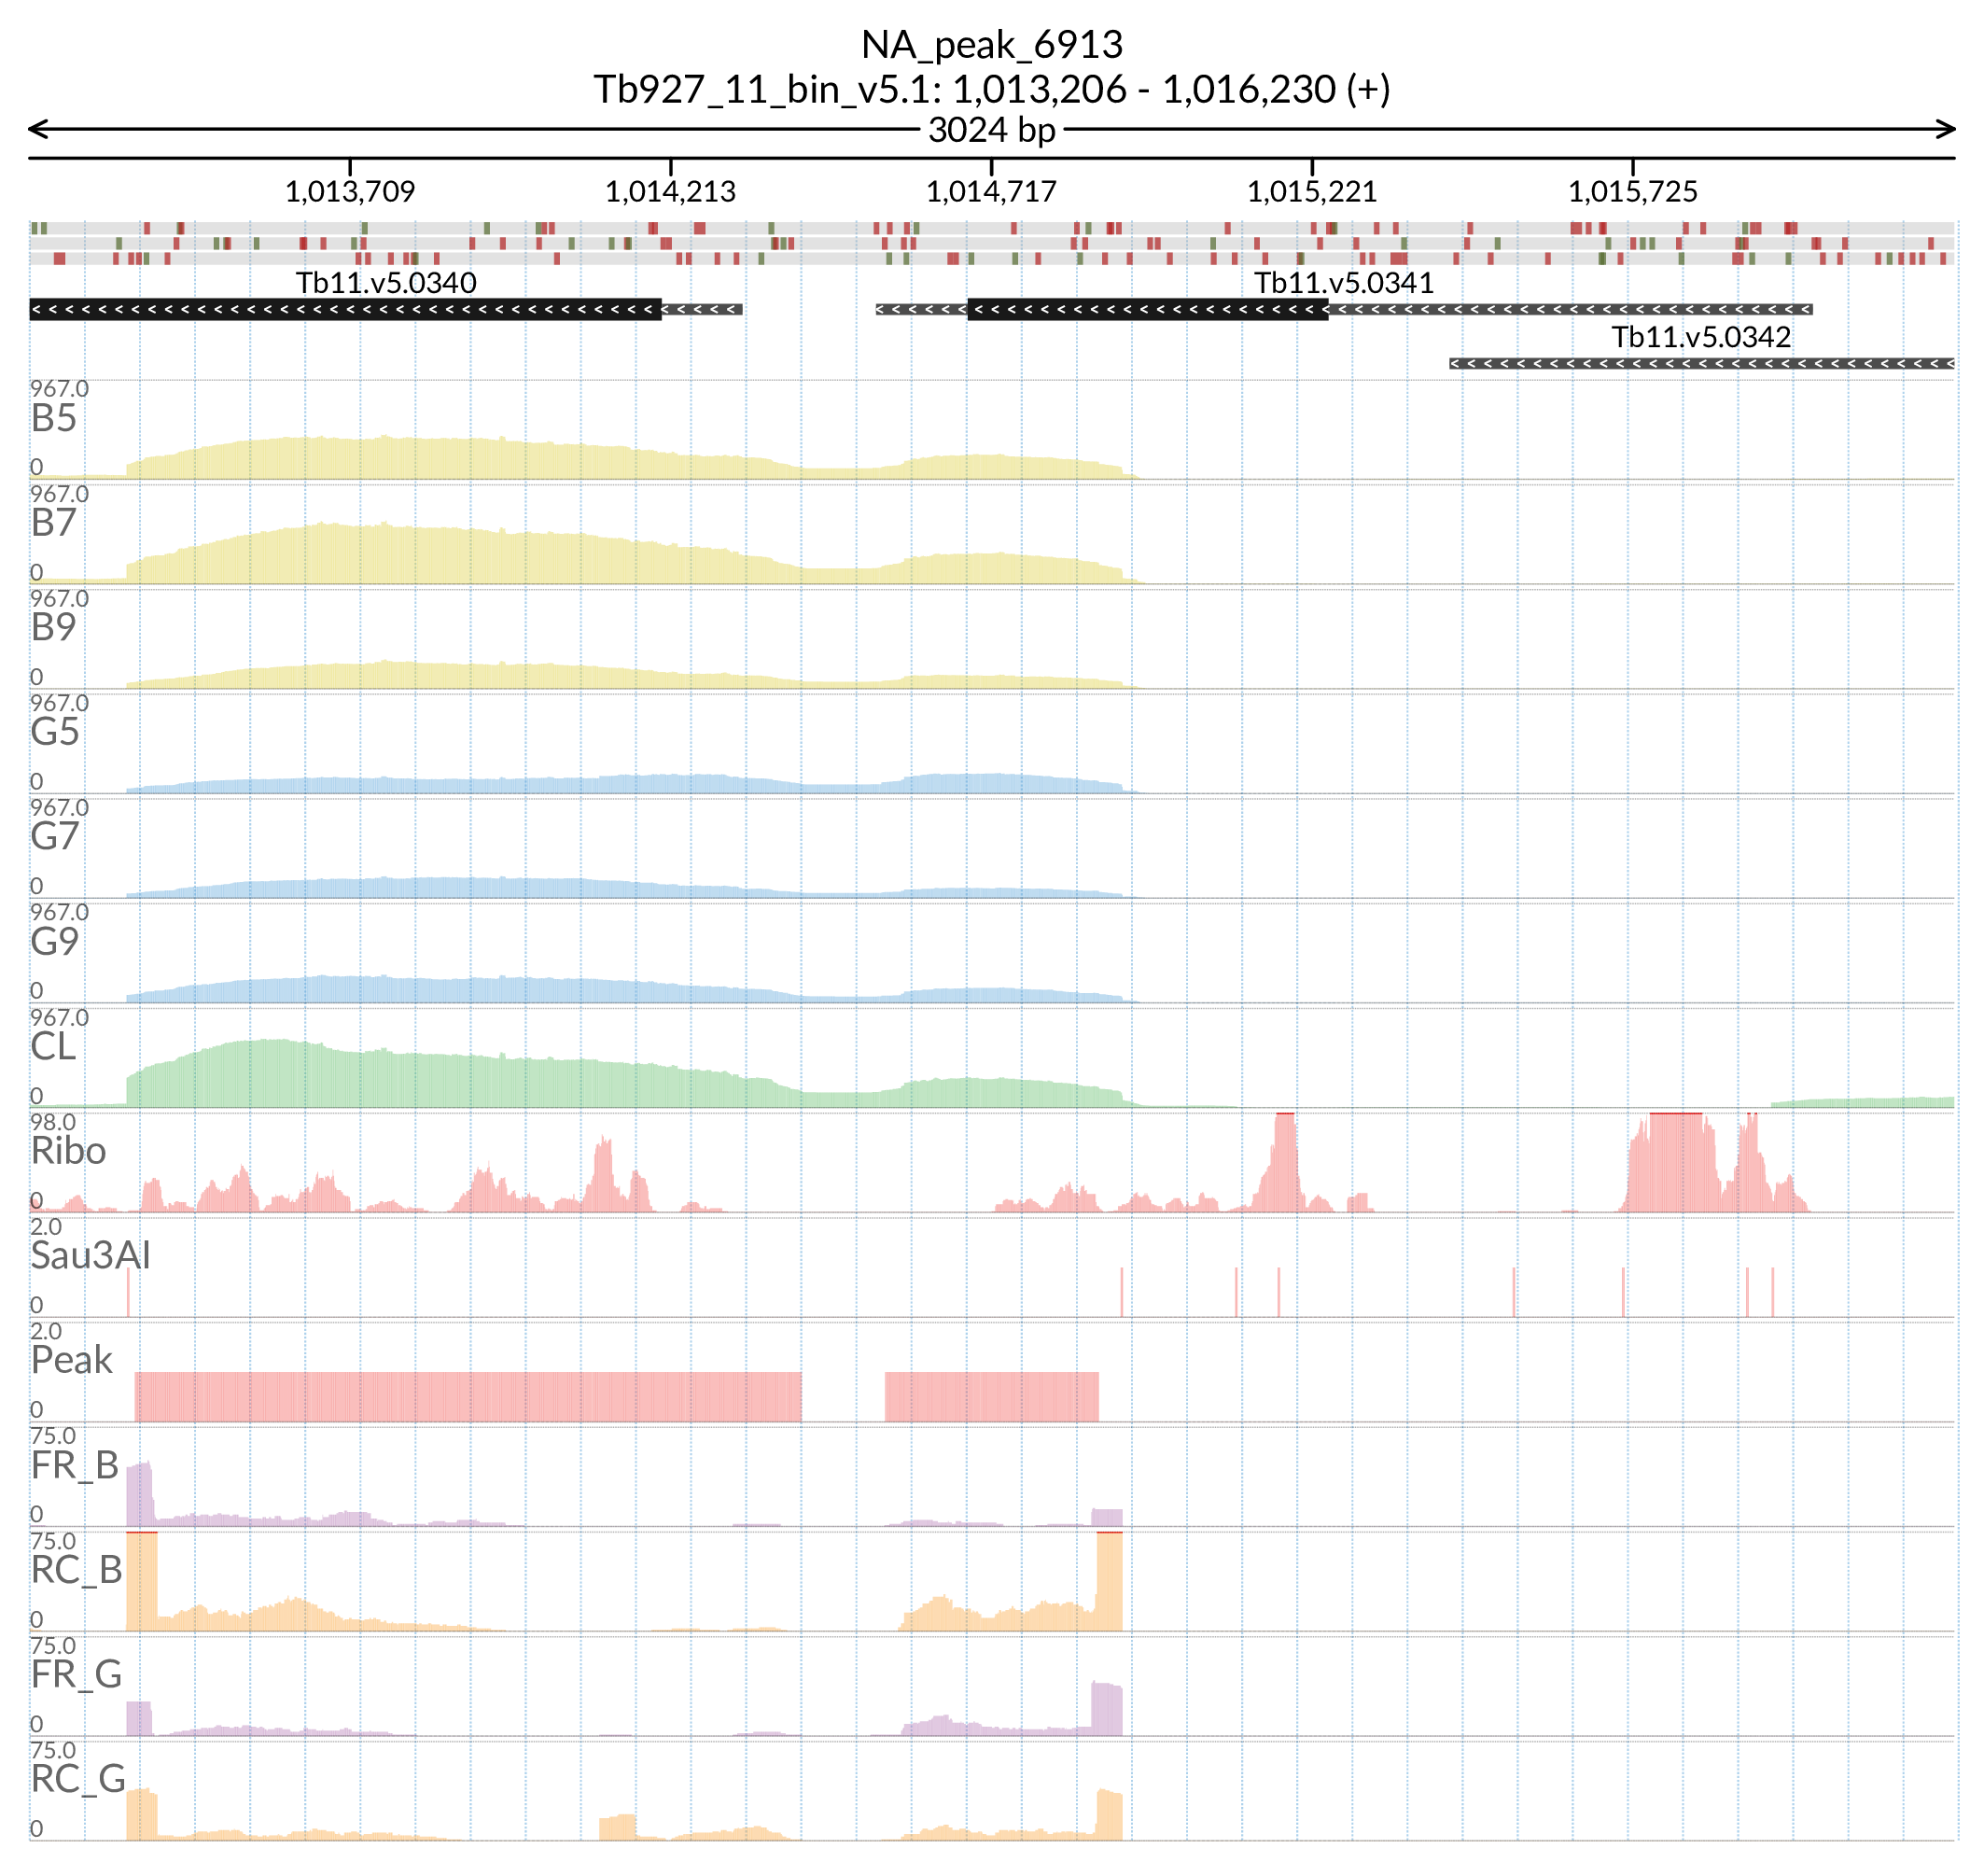 NA_peak_6913
Tb927_11_bin_v5.1: 1,013,206 - 1,016,230 (+)
3024 bp
1,013,709 1,014,213 1,014,717 1,015,221 1,015,725
Tb11.v5.0340 Tb11.v5.0341
Tb11.v5.0342
967.0
B5
0
967.0
B7
0
967.0
B9
0
967.0
G5
0
967.0
G7
0
967.0
G9
0
967.0
CL
0
98.0
Ribo
0
2.0
Sau3AI
0
2.0
Peak
0
75.0
FR_B
0
75.0
RC_B
0
75.0
FR_G
0
75.0
RC_G
0